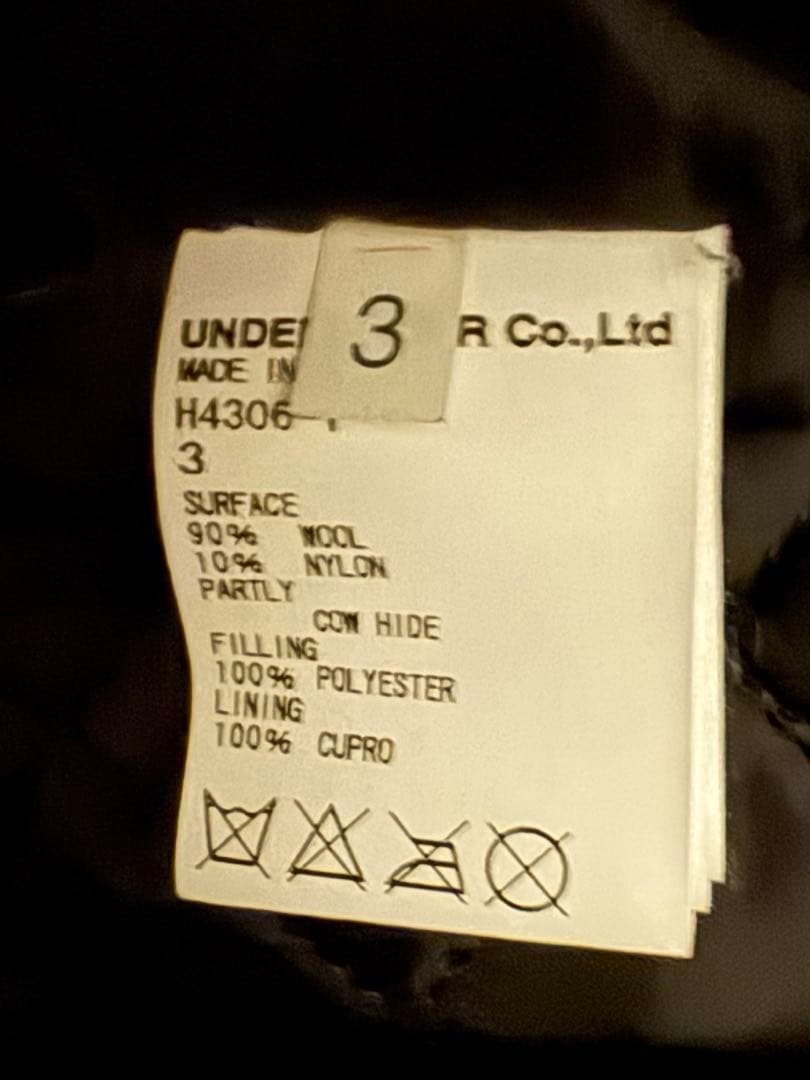 3
UNDE R Co.,Ltd
MADE IN
H4306-
3
SURFACE
90% WOOL
10% NYLON
PARTLY
COW HIDE
FILLING
100% POLYESTER
LINING
100% CUPRO